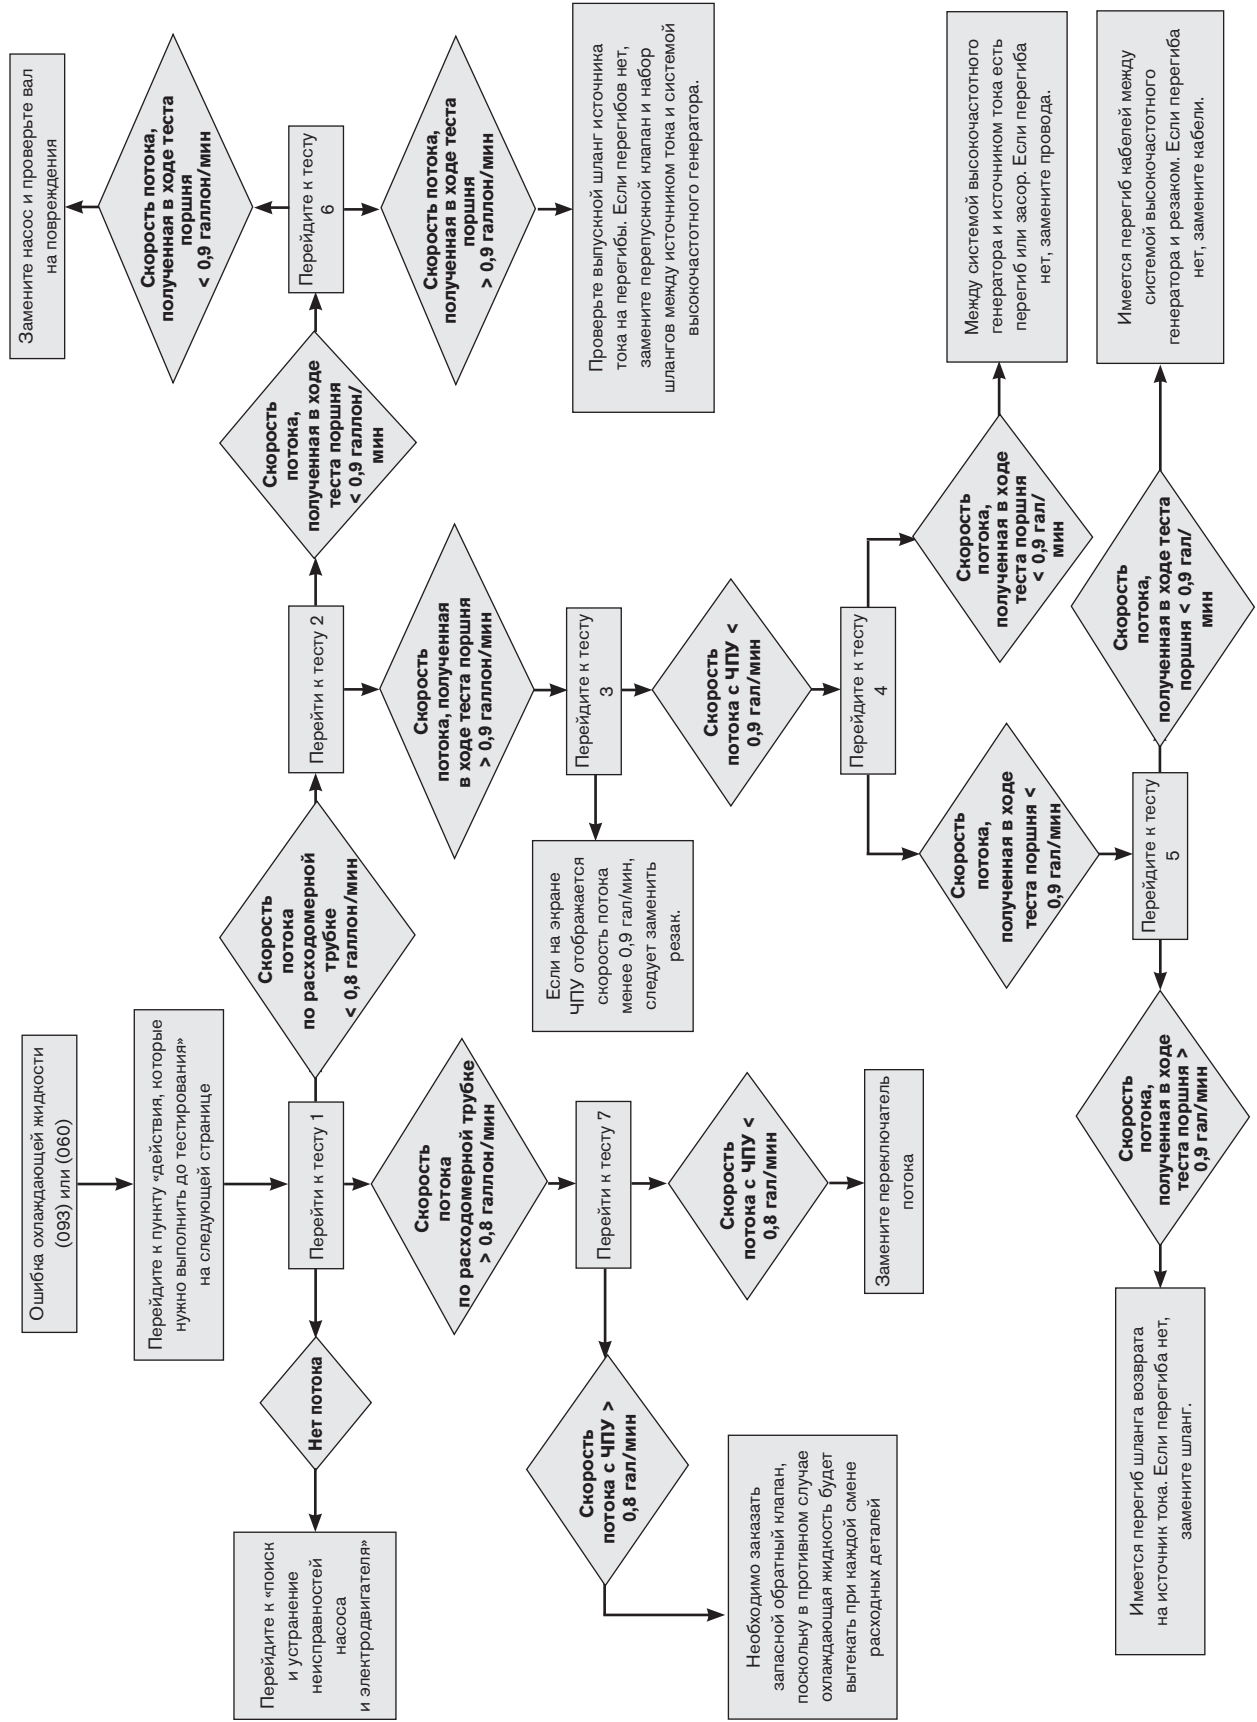 Ошибка охлаждающей жидкости
(093) или (060)
Перейдите к пункту «действия, которые
нужно выполнить до тестирования»
на следующей странице
Перейдите к «поиск
и устранение
неисправностей
насоса
и электродвигателя»
Нет потока
Перейти к тесту 1
Скорость
потока
по расходомерной
трубке
< 0,8 галлон/мин
Перейти к тесту 2
Скорость
потока,
полученная в ходе
теста поршня
< 0,9 галлон/
мин
Перейдите к тесту
6
Скорость потока,
полученная в ходе теста
поршня
< 0,9 галлон/мин
Замените насос и проверьте вал
на повреждения
Скорость потока,
полученная в ходе теста
поршня
> 0,9 галлон/мин
Проверьте выпускной шланг источника
тока на перегибы. Если перегибов нет,
замените перепускной клапан и набор
шлангов между источником тока и системой
высокочастотного генератора.
Скорость
потока
по расходомерной трубке
> 0,8 галлон/мин
Скорость
потока, полученная
в ходе теста поршня
> 0,9 галлон/мин
Перейти к тесту 7
Перейдите к тесту
3
Скорость
потока с ЧПУ >
0,8 гал/мин
Скорость
потока с ЧПУ <
0,8 гал/мин
Если на экране
ЧПУ отображается
скорость потока
менее 0,9 гал/мин,
следует заменить
резак.
Скорость
потока с ЧПУ <
0,9 гал/мин
Необходимо заказать
запасной обратный клапан,
поскольку в противном случае
охлаждающая жидкость будет
вытекать при каждой смене
расходных деталей
Замените переключатель
потока
Перейдите к тесту
4
Скорость
потока,
полученная в ходе
теста поршня <
0,9 гал/мин
Скорость
потока,
полученная в ходе
теста поршня
< 0,9 гал/
мин
Между системой высокочастотного
генератора и источником тока есть
перегиб или засор. Если перегиба
нет, замените провода.
Имеется перегиб шланга возврата
на источник тока. Если перегиба нет,
замените шланг.
Скорость
потока,
полученная в ходе
теста поршня >
0,9 гал/мин
Перейдите к тесту
5
Скорость
потока,
полученная в ходе теста
поршня < 0,9 гал/
мин
Имеется перегиб кабелей между
системой высокочастотного
генератора и резаком. Если перегиба
нет, замените кабели.